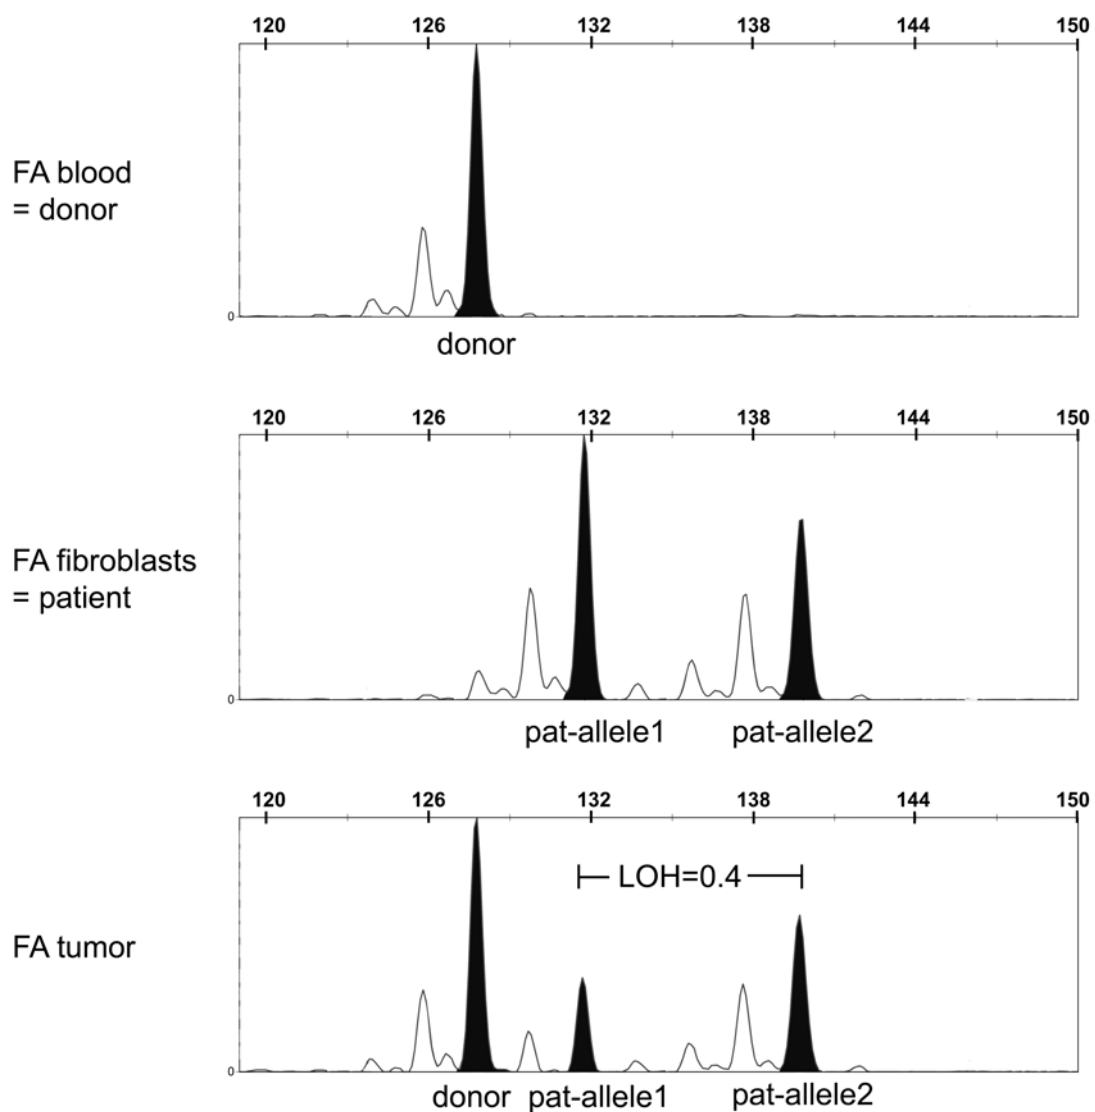 120 126 132 138 144 150
FA blood
= donor
0
donor
120 126 132 138 144 150
FA fibroblasts
= patient
0
pat-allele1 pat-allele2
120 126 132 138 144 150
LOH=0.4
FA tumor
0
donor pat-allele1 pat-allele2